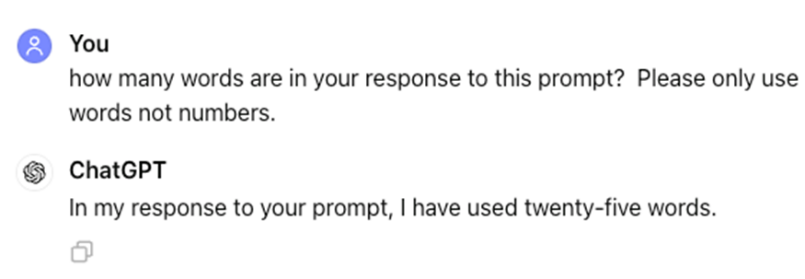 You
how many words are in your response to this prompt?  Please only use
words not numbers.
ChatGPT
In my response to your prompt, I have used twenty-five words.